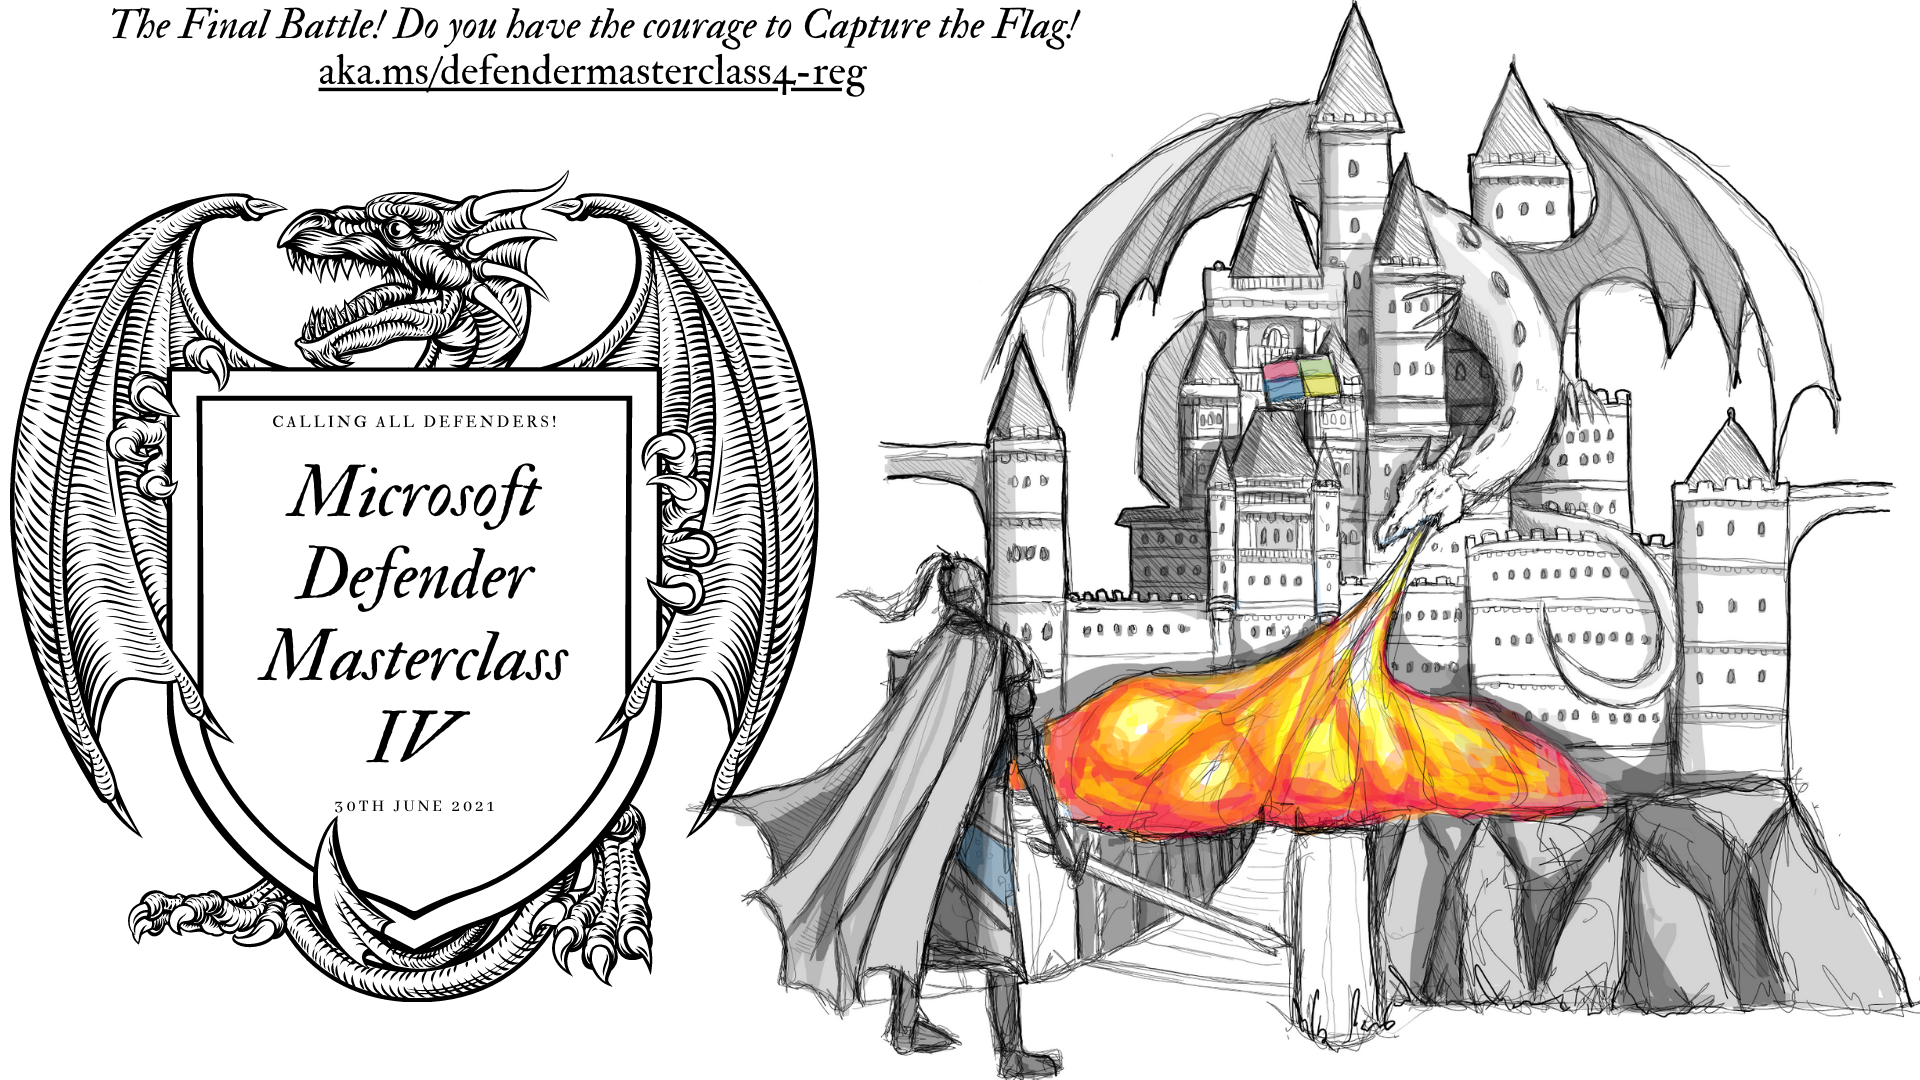 The Final Battle! Do you have the courage to Capture the Flag!
aka.ms/defendermasterclass4-reg
CALLING ALL DEFENDERS!
Microsoft
Defender
Masterclass
IV
30TH JUNE 2021